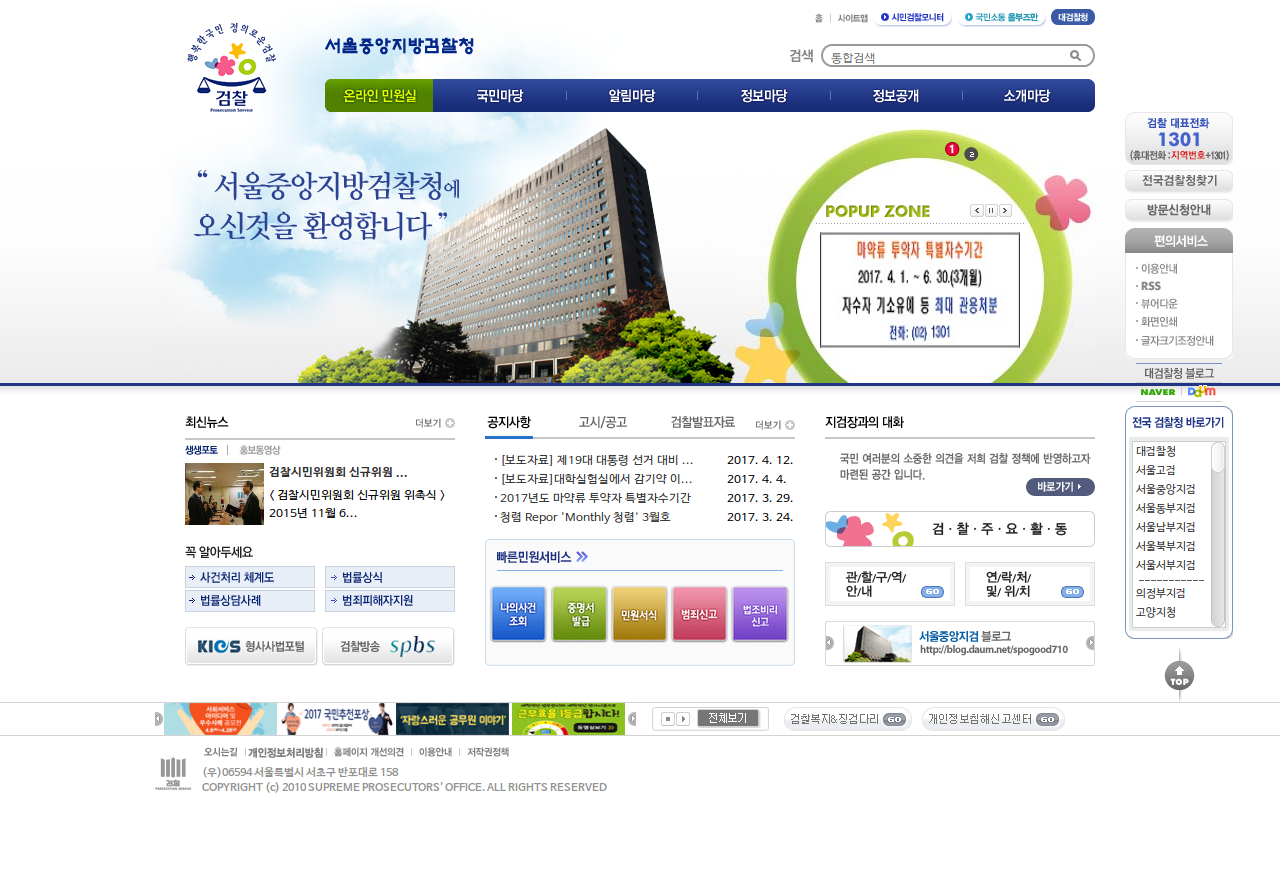 홈
사이트맵
시민검찰모니터
국민소통 옴부즈만
대검찰청
행복한국민 정의로운검찰
검찰
Prosecution Service
서울중앙지방검찰청
검색
통합검색
온라인 민원실
국민마당
알림마당
정보마당
정보공개
소개마당
“ 서울중앙지방검찰청에
오신것을 환영합니다 ”
1 2
POPUP ZONE
마약류 투약자 특별자수기간
2017. 4. 1. ~ 6. 30.(3개월)
자수자 기소유예 등 최대 관용처분
전화: (02) 1301
검찰 대표전화
1301
(휴대전화 :지역번호+1301)
전국검찰청찾기
방문신청안내
편의서비스
· 이용안내
· RSS
· 뷰어다운
· 화면인쇄
· 글자크기조정안내
대검찰청 블로그
NAVER
Daum
전국 검찰청 바로가기
대검찰청
서울고검
서울중앙지검
서울동부지검
서울남부지검
서울북부지검
서울서부지검
------------
의정부지검
고양지청
TOP
최신뉴스
더보기
생생포토
홍보동영상
검찰시민위원회 신규위원 ...
< 검찰시민위원회 신규위원 위촉식 >
2015년 11월 6...
꼭 알아두세요
사건처리 체계도
법률상식
법률상담사례
범죄피해자지원
KICS 형사사법포털
검찰방송 spbs
공지사항
고시/공고
검찰발표자료
더보기
· [보도자료] 제19대 대통령 선거 대비 ... 2017. 4. 12.
· [보도자료]대학실험실에서 감기약 이... 2017. 4. 4.
· 2017년도 마약류 투약자 특별자수기간 2017. 3. 29.
· 청렴 Repor 'Monthly 청렴' 3월호 2017. 3. 24.
빠른민원서비스
나의사건
조회
증명서
발급
민원서식
범죄신고
법조비리
신고
지검장과의 대화
국민 여러분의 소중한 의견을 저희 검찰 정책에 반영하고자
마련된 공간 입니다.
바로가기
검 · 찰 · 주 · 요 · 활 · 동
관/할/구/역/
안/내
GO
연/락/처/
및/ 위/치
GO
서울중앙지검 블로그
http://blog.daum.net/spogood710
사회서비스
아이디어 및
우수사례 공모전
2017 국민추천포상
'자랑스러운 공무원 이야기'
근무효율 1등급
합시다!
동영상보기 >>
전체보기
검찰복지&징검다리 GO
개인정보침해신고센터 GO
오시는길
개인정보처리방침
홈페이지 개선의견
이용안내
저작권정책
검찰
PROSECUTION SERVICE
(우)06594 서울특별시 서초구 반포대로 158
COPYRIGHT (c) 2010 SUPREME PROSECUTORS' OFFICE. ALL RIGHTS RESERVED